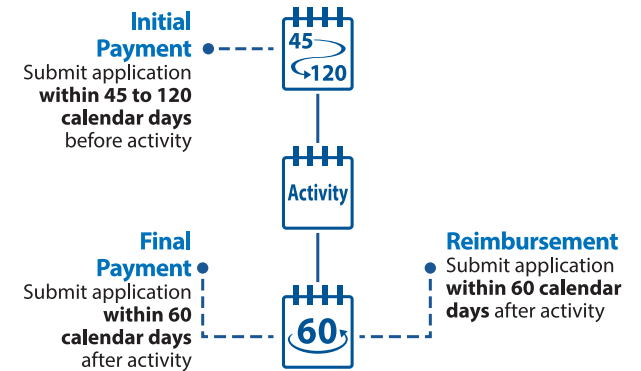 Initial
Payment
Submit application
within 45 to 120
calendar days
before activity
45
120
Activity
Final
Payment
Submit application
within 60
calendar days
after activity
60
Reimbursement
Submit application
within 60 calendar
days after activity